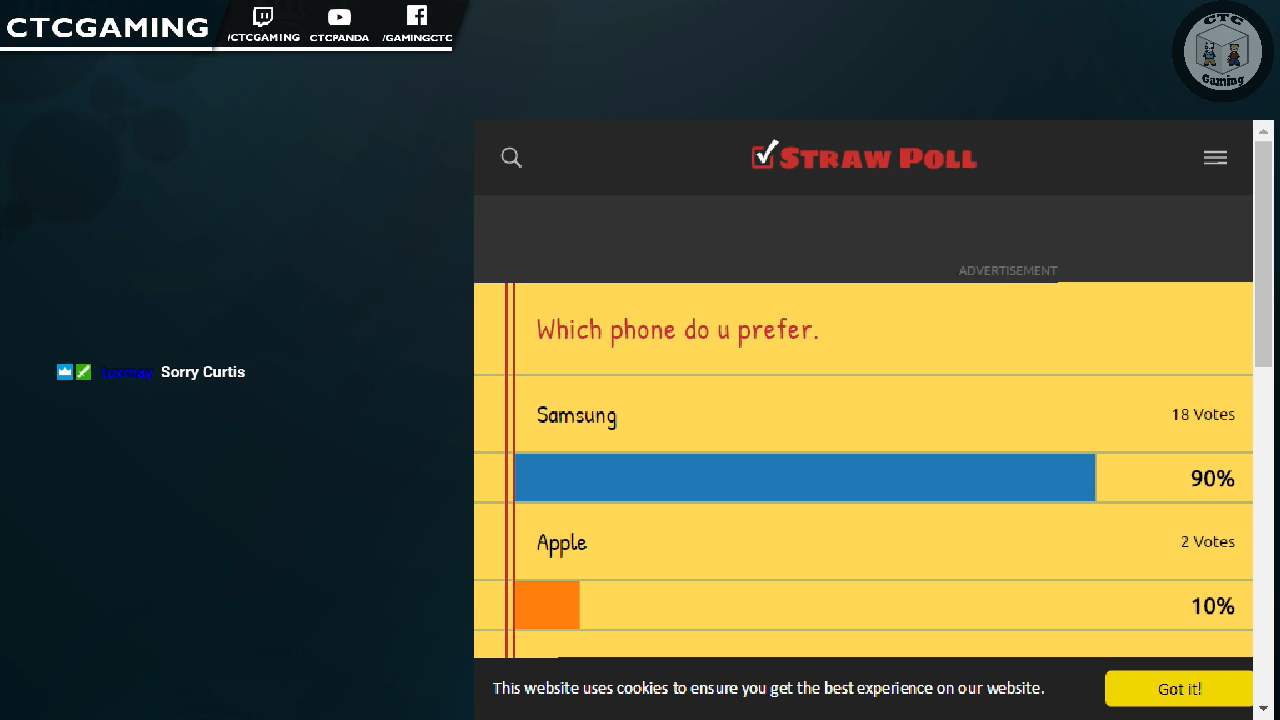 CTCGAMING
/CTCGAMING CTCPANDA /GAMINGCTC
CTC
Gaming
STRAW POLL
ADVERTISEMENT
Which phone do u prefer.
tuxmay Sorry Curtis
Samsung 18 Votes
90%
Apple 2 Votes
10%
This website uses cookies to ensure you get the best experience on our website. Got it!